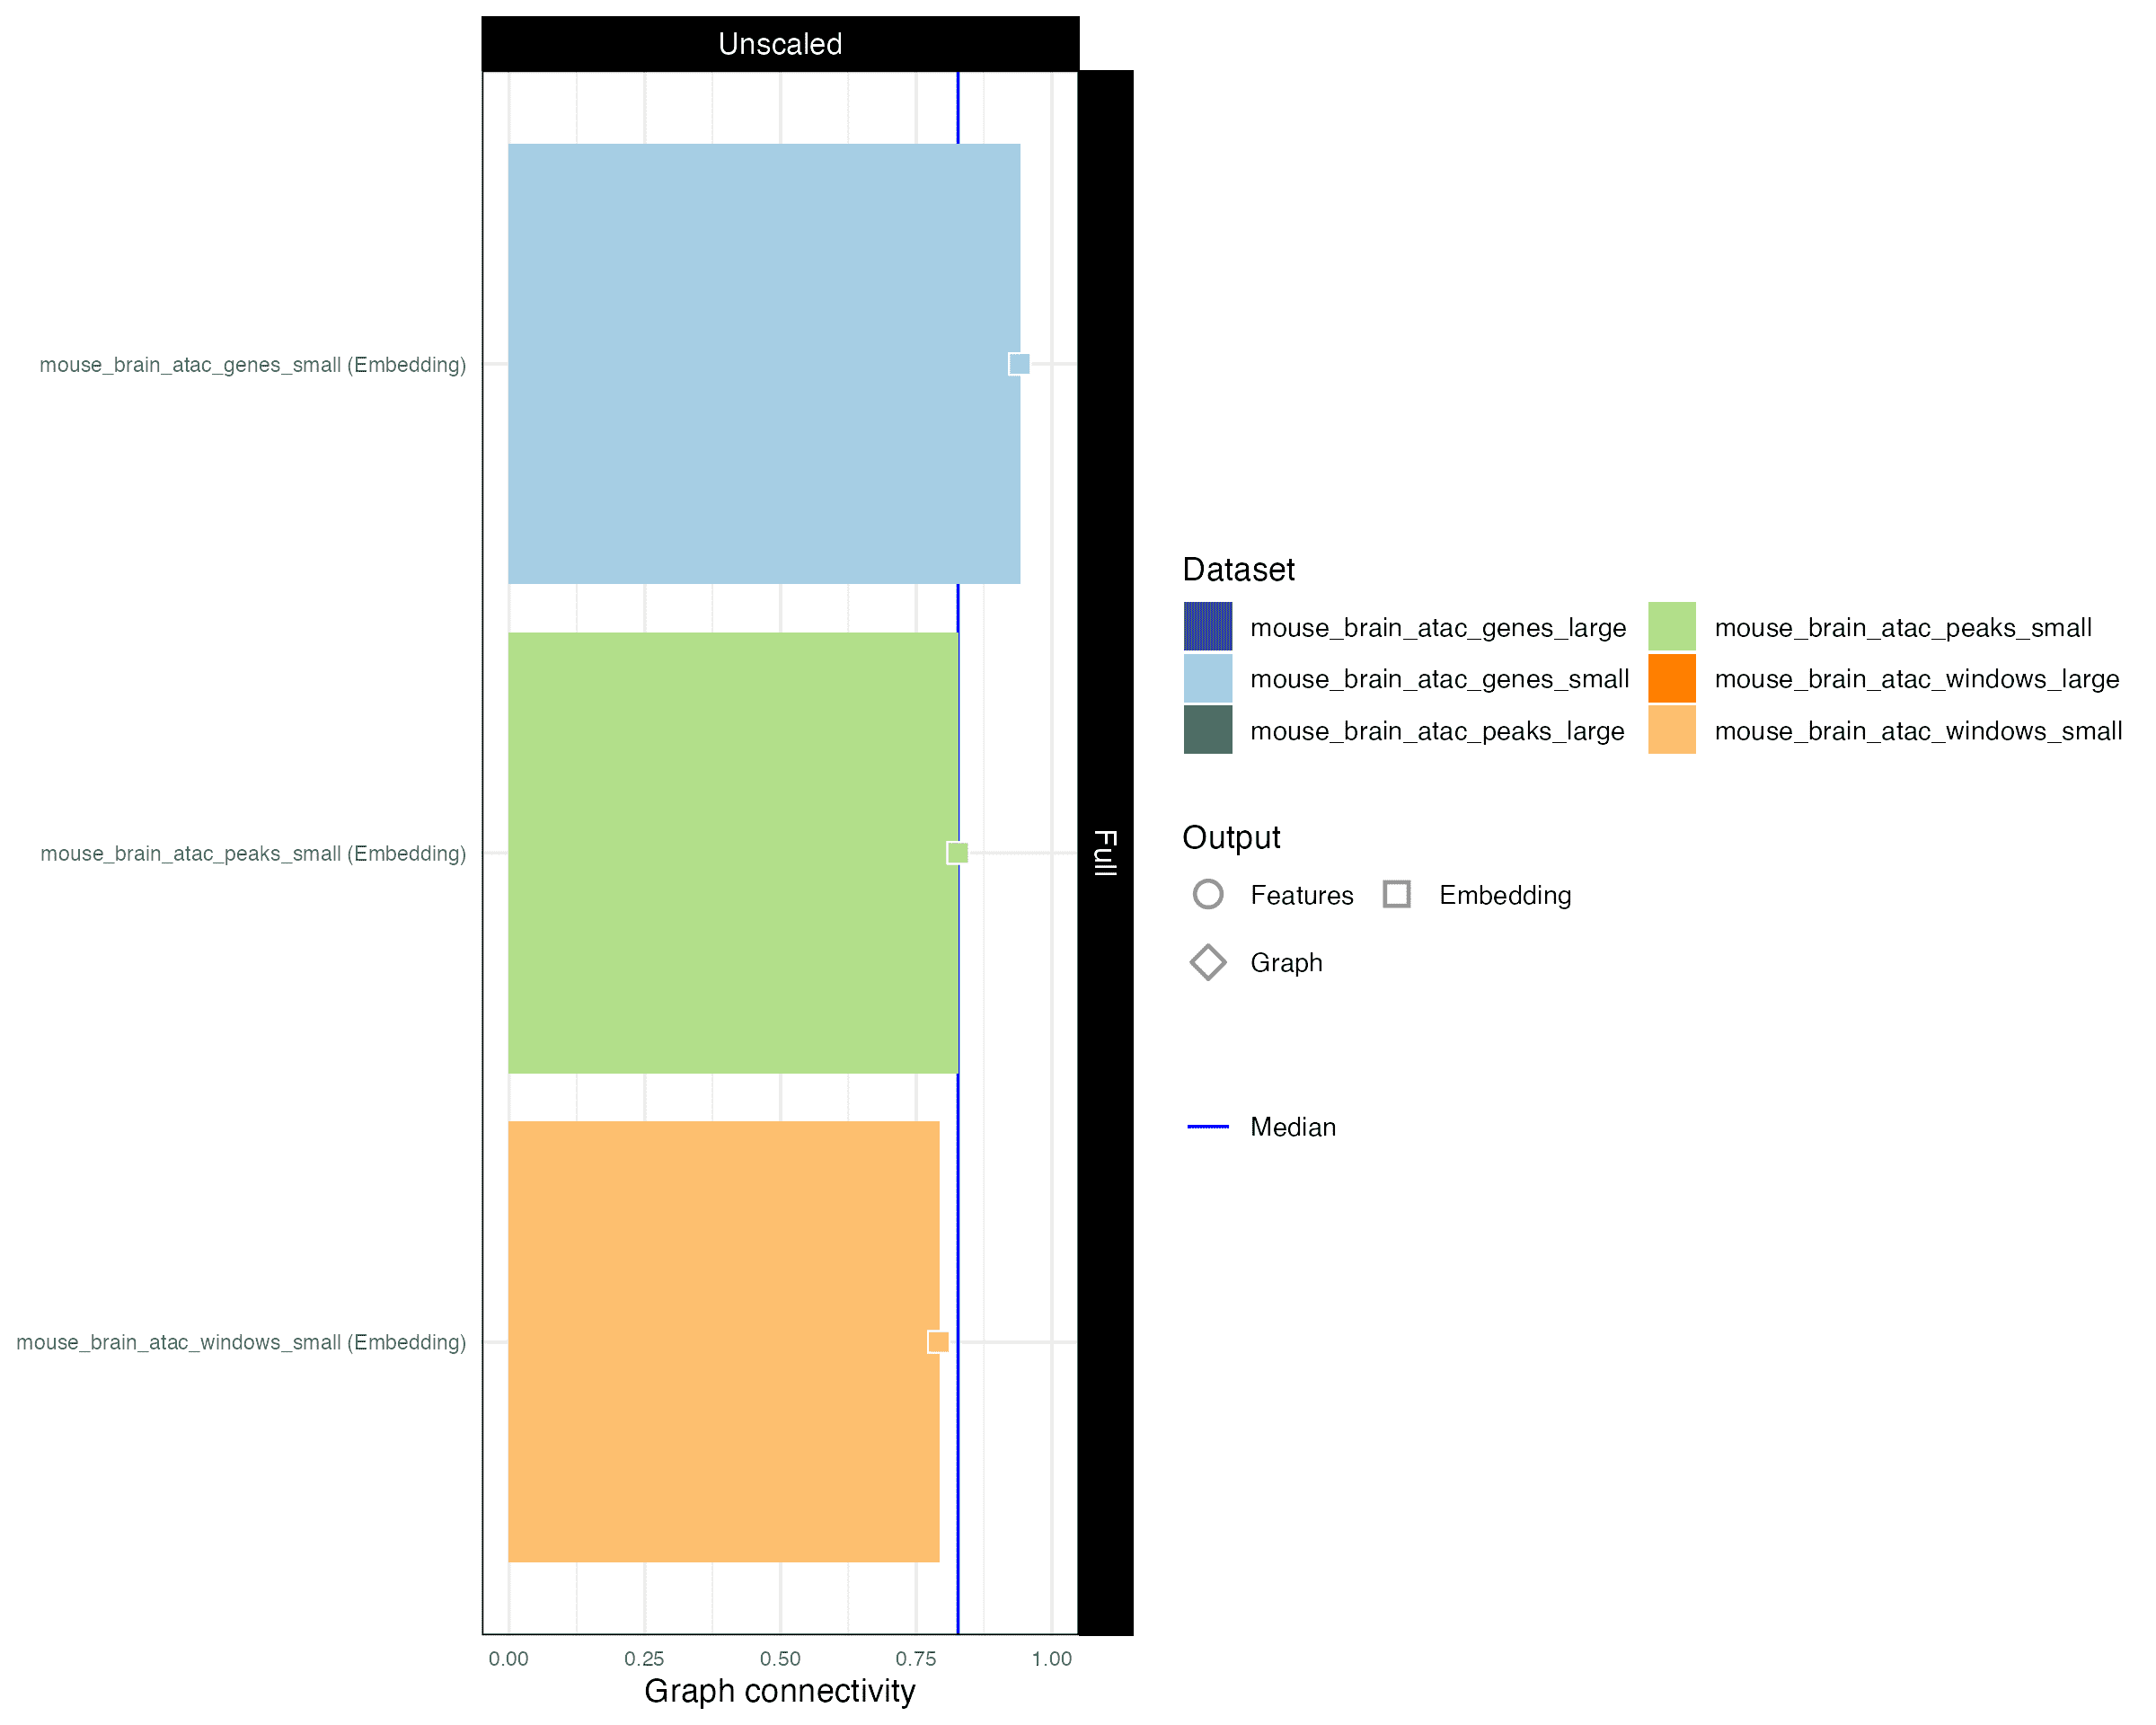 Unscaled
mouse_brain_atac_genes_small (Embedding)
mouse_brain_atac_peaks_small (Embedding)
mouse_brain_atac_windows_small (Embedding)
Full
0.00 0.25 0.50 0.75 1.00
Graph connectivity
Dataset
mouse_brain_atac_genes_large mouse_brain_atac_peaks_small
mouse_brain_atac_genes_small mouse_brain_atac_windows_large
mouse_brain_atac_peaks_large mouse_brain_atac_windows_small
Output
Features Embedding
Graph
Median